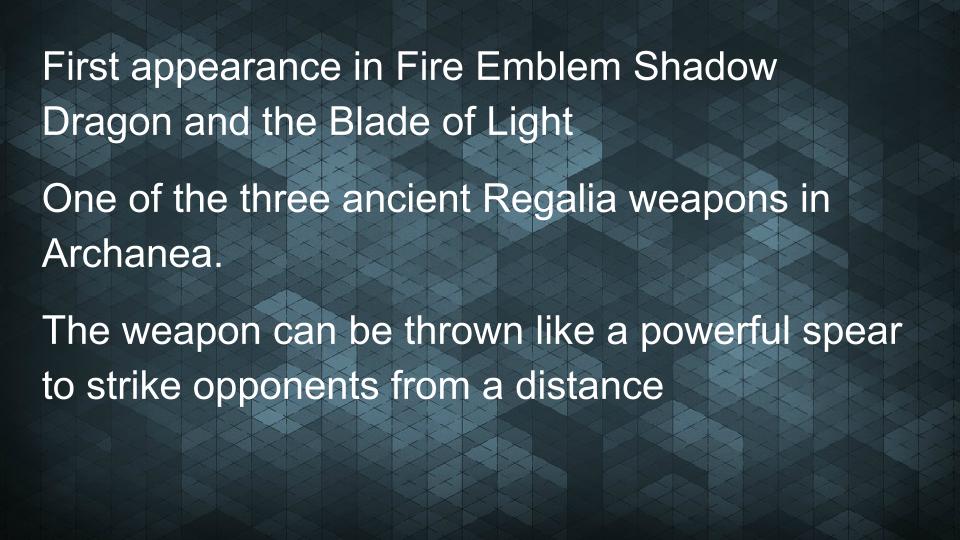 First appearance in Fire Emblem Shadow
Dragon and the Blade of Light
One of the three ancient Regalia weapons in
Archanea.
The weapon can be thrown like a powerful spear
to strike opponents from a distance